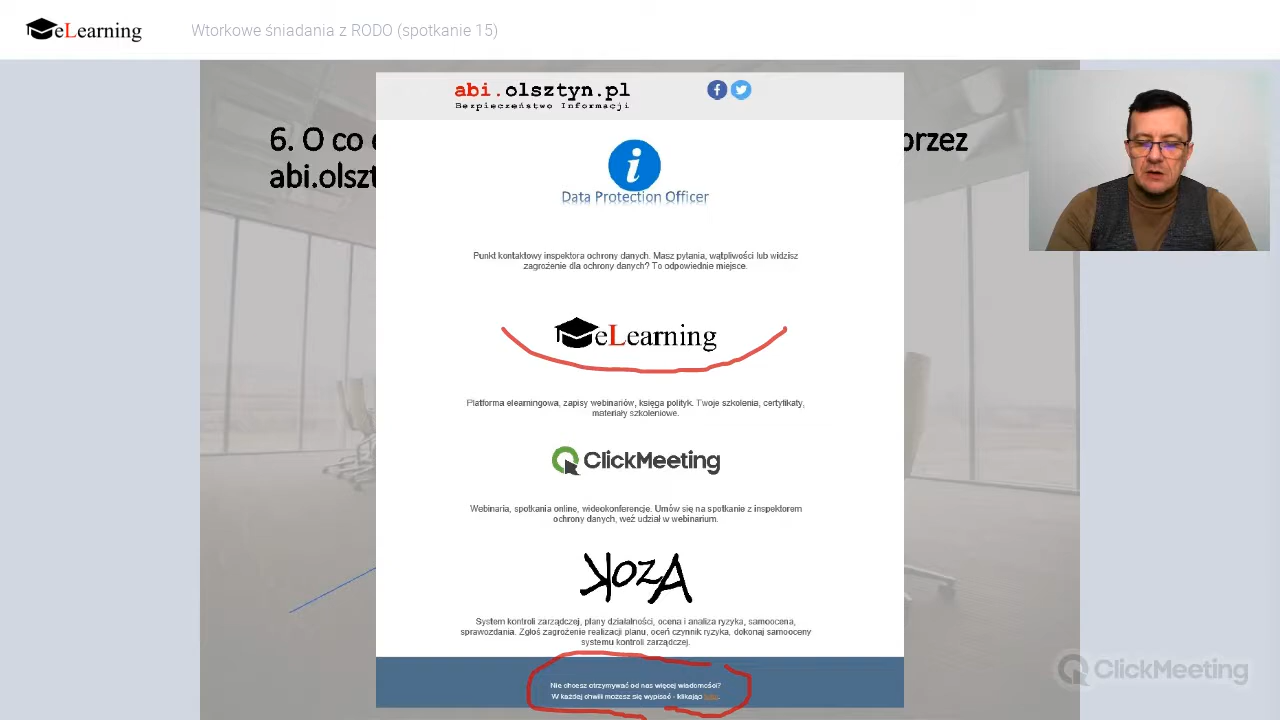 eLearning
Wtorkowe śniadania z RODO (spotkanie 15)
abi.olsztyn.pl
Bezpieczeństwo Informacji
6. O co
przez
abi.olszt
Data Protection Officer
Punkt kontaktowy inspektora ochrony danych. Masz pytania, wątpliwości lub widzisz
zagrożenie dla ochrony danych? To odpowiednie miejsce.
eLearning
Platforma elearningowa, zapisy webinariów, księga polityk. Twoje szkolenia, certyfikaty,
materiały szkoleniowe.
ClickMeeting
Webinaria, spotkania online, wideokonferencje. Umów się na spotkanie z inspektorem
ochrony danych, weź udział w webinarium.
KOZA
System kontroli zarządczej, plany działalności, ocena i analiza ryzyka, samoocena,
sprawozdania. Zgłoś zagrożenie realizacji planu, oceń czynnik ryzyka, dokonaj samooceny
systemu kontroli zarządczej.
Nie chcesz otrzymywać od nas więcej wiadomości?
W każdej chwili możesz się wypisać - klikając
ClickMeeting